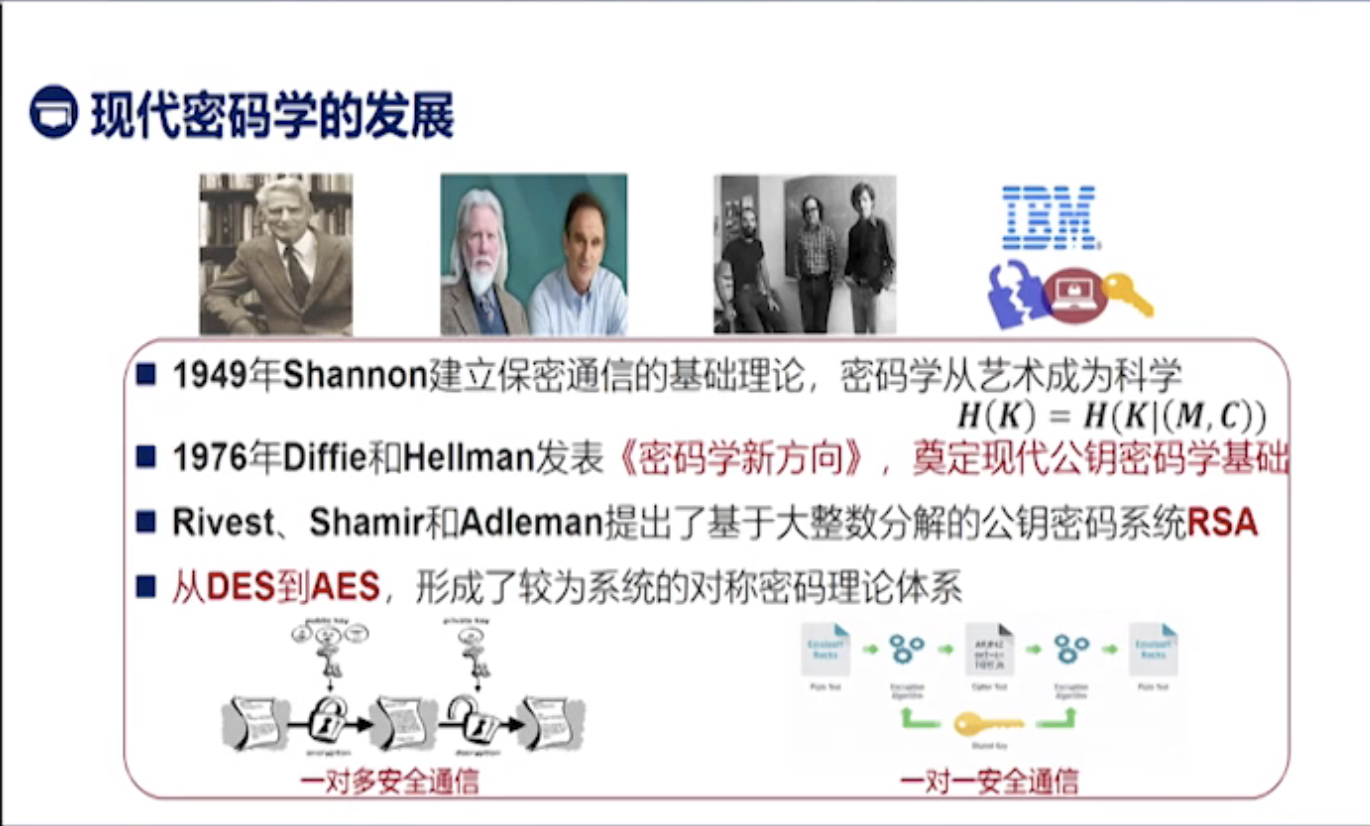 现代密码学的发展
IBM
1949年Shannon建立保密通信的基础理论，密码学从艺术成为科学
H(K) = H(K|(M,C))
1976年Diffie和Hellman发表《密码学新方向》，奠定现代公钥密码学基础
Rivest、Shamir和Adleman提出了基于大整数分解的公钥密码系统RSA
从DES到AES，形成了较为系统的对称密码理论体系
public key
private key
encryption
decryption
Plain Text
Encryption
Algorithm
Cipher Text
Encryption
Algorithm
Plain Text
Shared Key
一对多安全通信
一对一安全通信